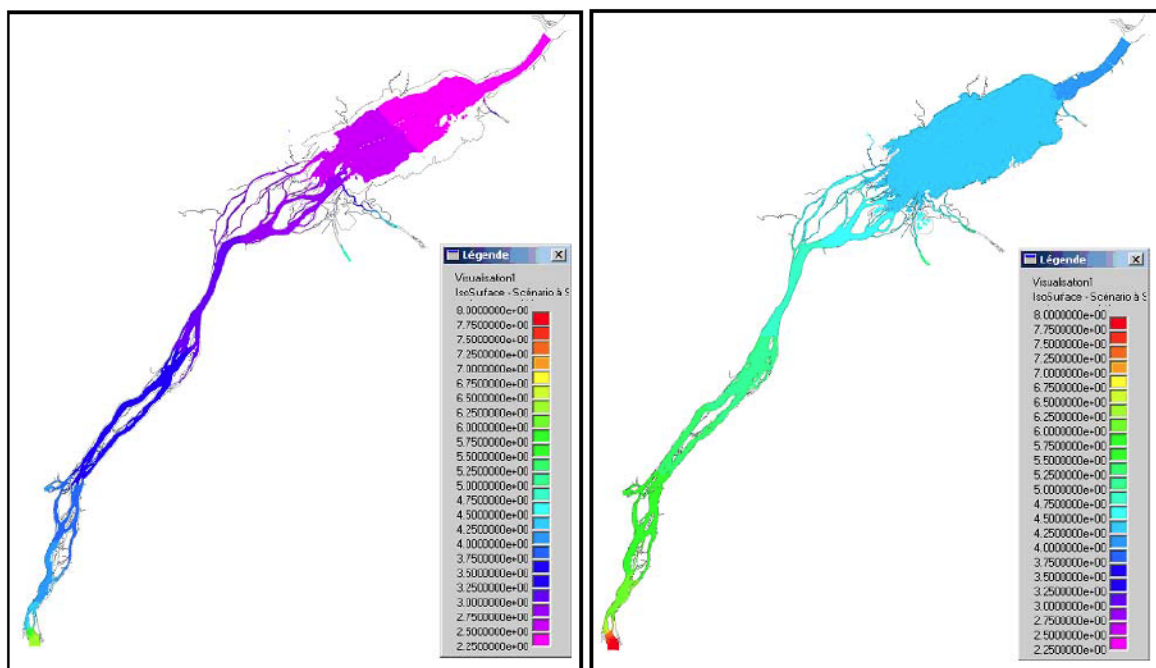 Légende
Visualisation1
IsoSurface - Scénario à S
8.0000000e+00
7.7500000e+00
7.5000000e+00
7.2500000e+00
7.0000000e+00
6.7500000e+00
6.5000000e+00
6.2500000e+00
6.0000000e+00
5.7500000e+00
5.5000000e+00
5.2500000e+00
5.0000000e+00
4.7500000e+00
4.5000000e+00
4.2500000e+00
4.0000000e+00
3.7500000e+00
3.5000000e+00
3.2500000e+00
3.0000000e+00
2.7500000e+00
2.5000000e+00
2.2500000e+00
Légende
Visualisation1
IsoSurface - Scénario à S
8.0000000e+00
7.7500000e+00
7.5000000e+00
7.2500000e+00
7.0000000e+00
6.7500000e+00
6.5000000e+00
6.2500000e+00
6.0000000e+00
5.7500000e+00
5.5000000e+00
5.2500000e+00
5.0000000e+00
4.7500000e+00
4.5000000e+00
4.2500000e+00
4.0000000e+00
3.7500000e+00
3.5000000e+00
3.2500000e+00
3.0000000e+00
2.7500000e+00
2.5000000e+00
2.2500000e+00